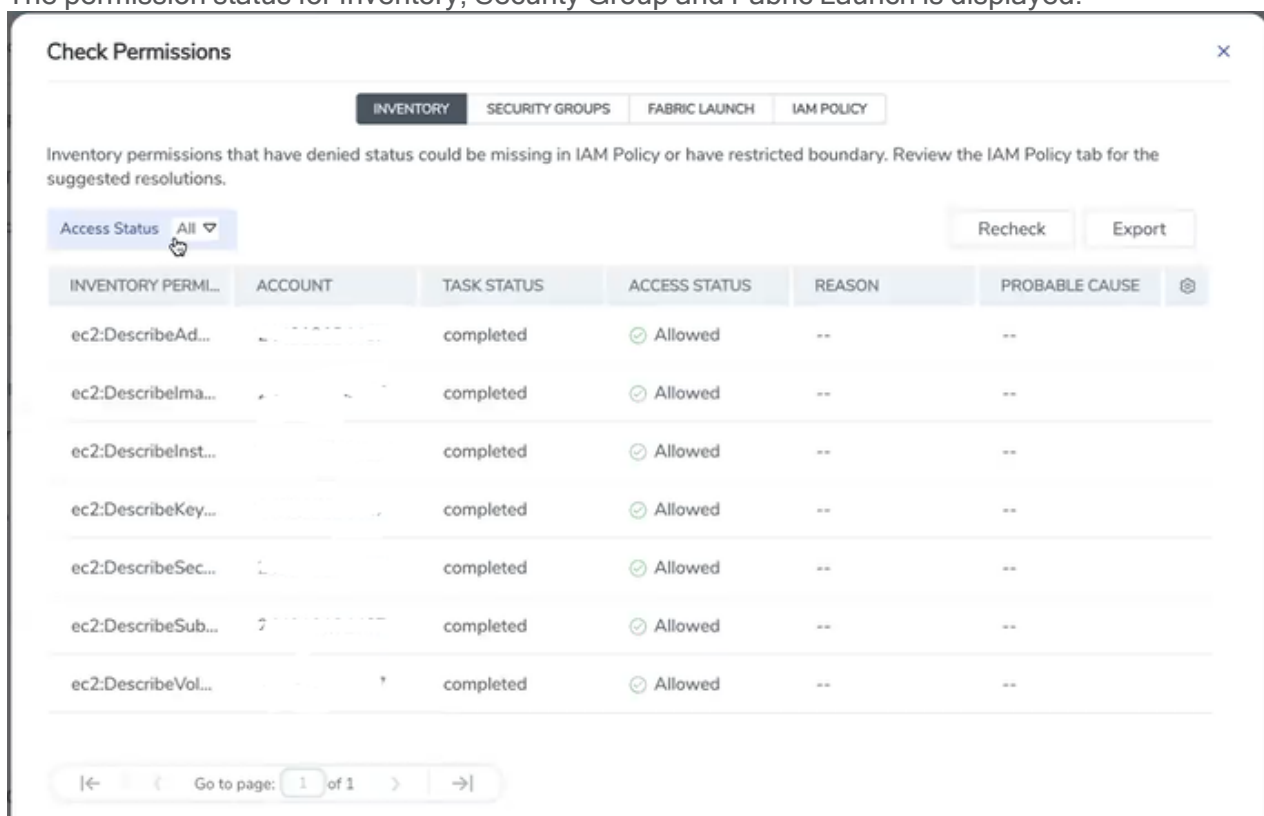 The permission status for Inventory, Security Group and Fabric Launch is displayed.
Check Permissions
INVENTORY SECURITY GROUPS FABRIC LAUNCH IAM POLICY
Inventory permissions that have denied status could be missing in IAM Policy or have restricted boundary. Review the IAM Policy tab for the
suggested resolutions.
Access Status All Recheck Export
INVENTORY PERMI... ACCOUNT TASK STATUS ACCESS STATUS REASON PROBABLE CAUSE
ec2:DescribeAd... completed Allowed -- --
ec2:DescribeIma... completed Allowed -- --
ec2:DescribeInst... completed Allowed -- --
ec2:DescribeKey... completed Allowed -- --
ec2:DescribeSec... completed Allowed -- --
ec2:DescribeSub... completed Allowed -- --
ec2:DescribeVol... completed Allowed -- --
Go to page: 1 of 1